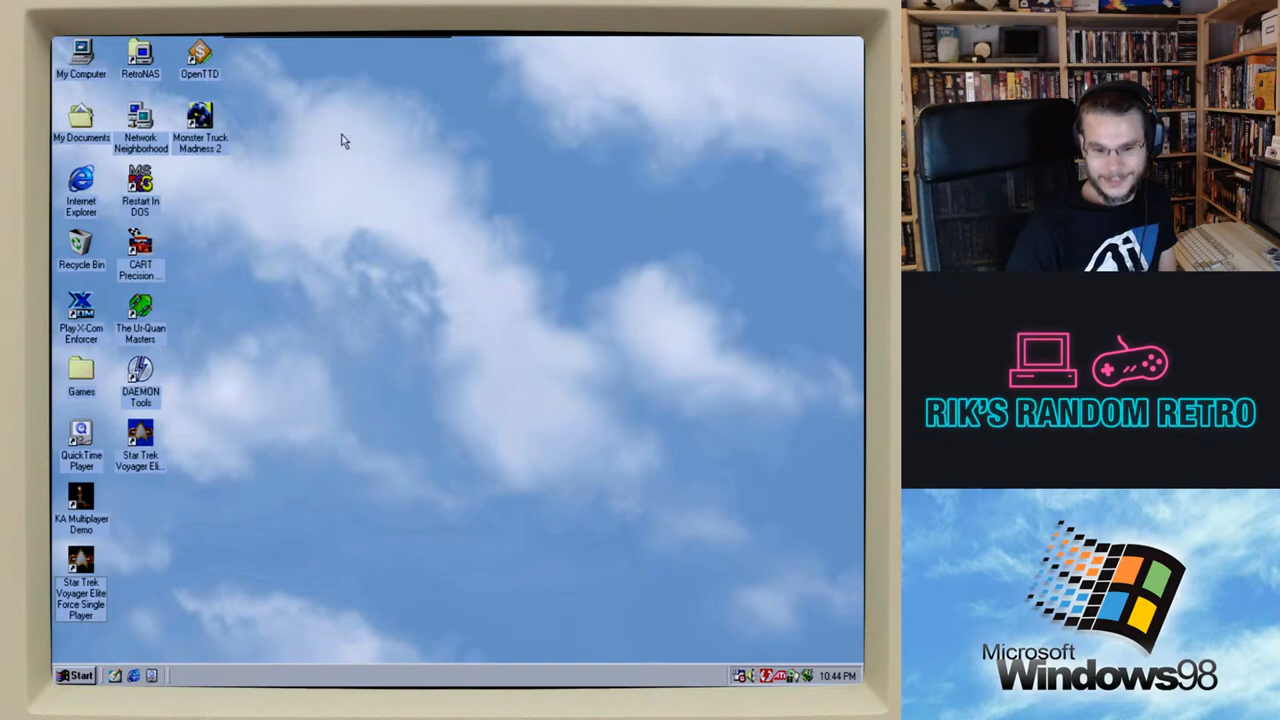 My Computer
RetroNAS
OpenTTD
My Documents
Network
Neighborhood
Monster Truck
Madness 2
Internet
Explorer
MS
Restart In
DOS
Recycle Bin
CART
Precision ...
Play X-Com
Enforcer
The Ur-Quan
Masters
Games
DAEMON
Tools
QuickTime
Player
Star Trek
Voyager Eli...
KA Multiplayer
Demo
Star Trek
Voyager Elite
Force Single
Player
Start
10:44 PM
RIK'S RANDOM RETRO
Microsoft
Windows98